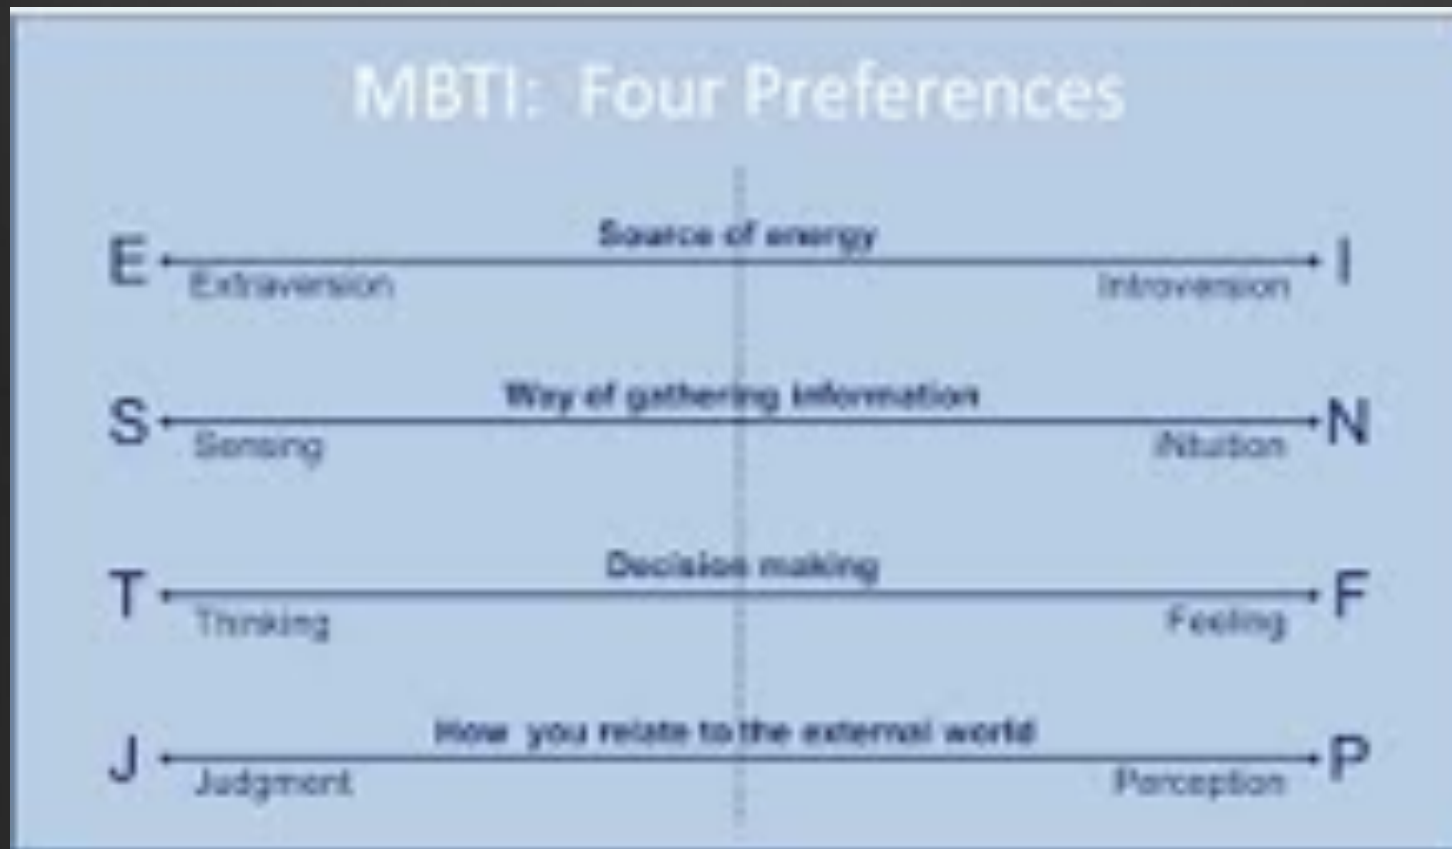 MBTI: Four Preferences
Source of energy
E I
Extraversion Introversion
Way of gathering information
S N
Sensing iNtuition
Decision making
T F
Thinking Feeling
How you relate to the external world
J P
Judgment Perception